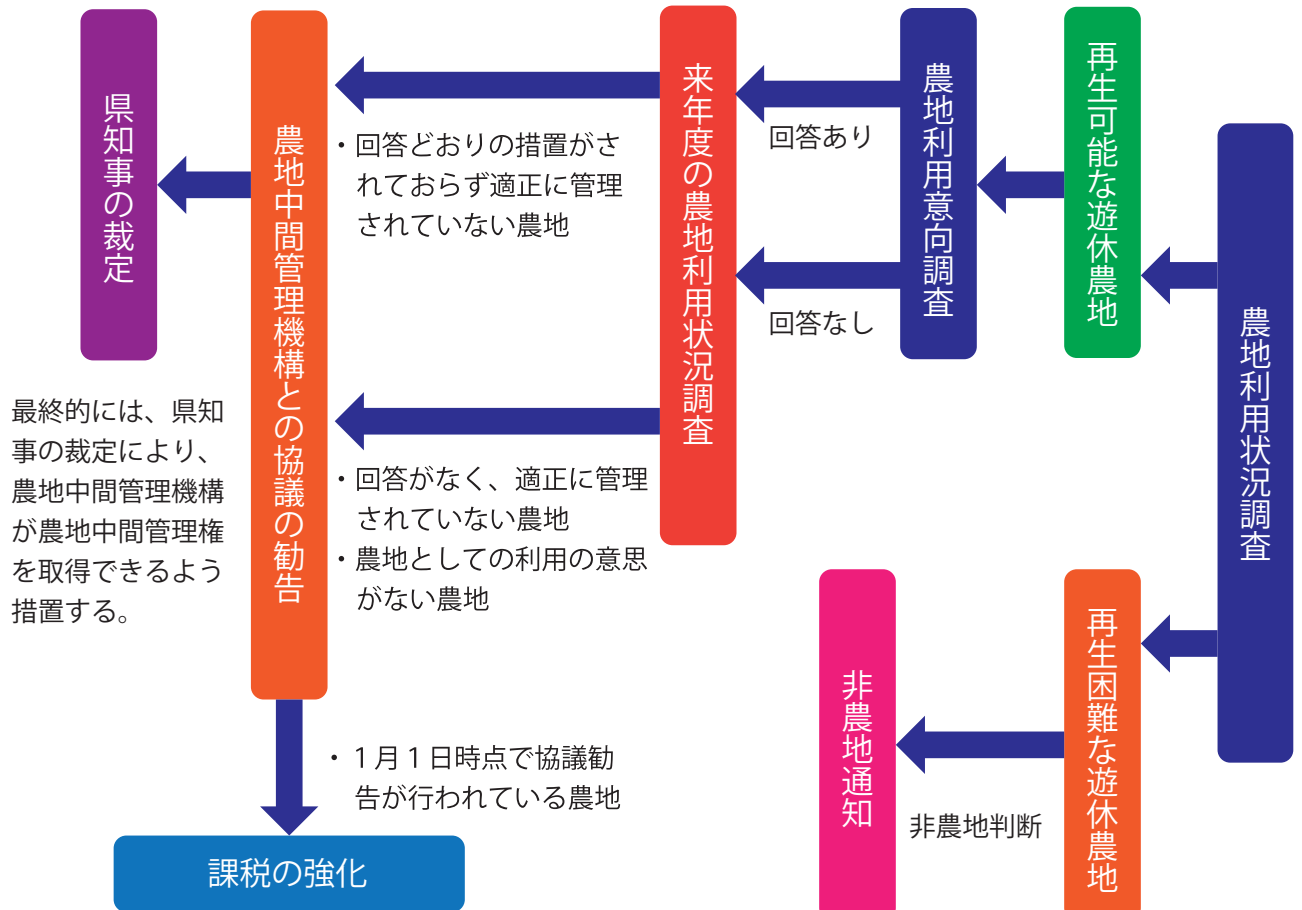 農地利用状況調査
再生可能な遊休農地
農地利用意向調査
回答あり
回答なし
来年度の農地利用状況調査
・回答どおりの措置がさ
れておらず適正に管理
されていない農地
・回答がなく、適正に管理
されていない農地
・農地としての利用の意思
がない農地
農地中間管理機構との協議の勧告
県知事の裁定
最終的には、県知
事の裁定により、
農地中間管理機構
が農地中間管理権
を取得できるよう
措置する。
・１月１日時点で協議勧
告が行われている農地
課税の強化
再生困難な遊休農地
非農地判断
非農地通知